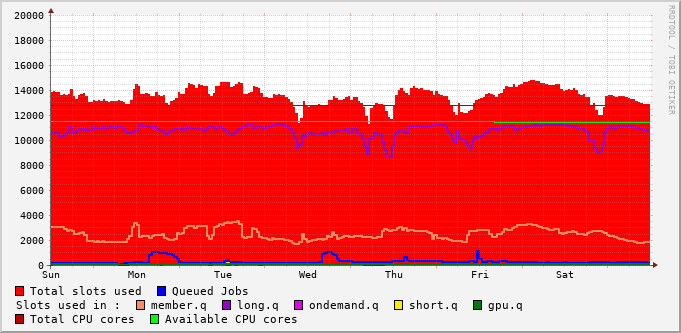 RRDTOOL / TOBI OETIKER
20000
18000
16000
14000
12000
10000
8000
6000
4000
2000
0
Sun Mon Tue Wed Thu Fri Sat
Total slots used Queued Jobs
Slots used in : member.q long.q ondemand.q short.q gpu.q
Total CPU cores Available CPU cores